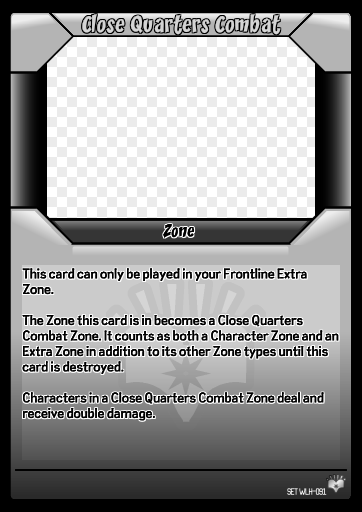 Close Quarters Combat
Zone
This card can only be played in your Frontline Extra
Zone.
The Zone this card is in becomes a Close Quarters
Combat Zone. It counts as both a Character Zone and an
Extra Zone in addition to its other Zone types until this
card is destroyed.
Characters in a Close Quarters Combat Zone deal and
receive double damage.
SET WLH-091